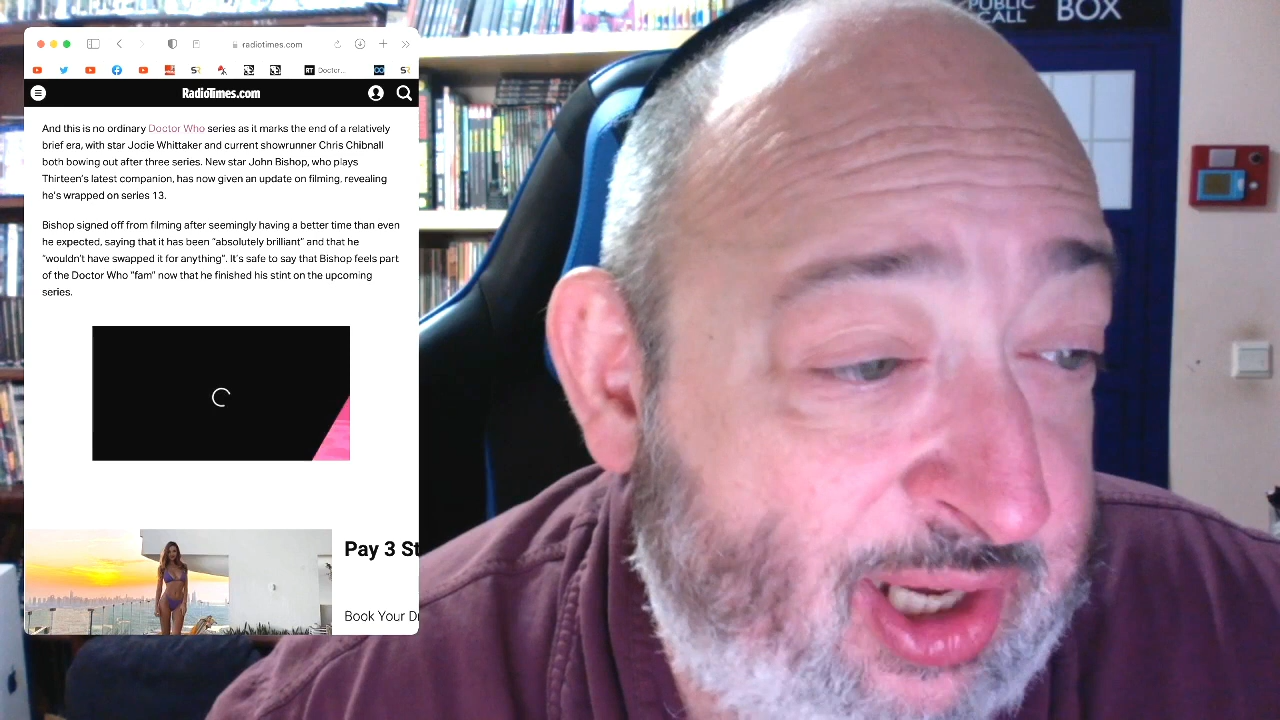 PUBLIC
CALL
BOX
radiotimes.com
RT Doctor...
RadioTimes.com
And this is no ordinary Doctor Who series as it marks the end of a relatively
brief era, with star Jodie Whittaker and current showrunner Chris Chibnall
both bowing out after three series. New star John Bishop, who plays
Thirteen's latest companion, has now given an update on filming, revealing
he's wrapped on series 13.
Bishop signed off from filming after seemingly having a better time than even
he expected, saying that it has been “absolutely brilliant” and that he
“wouldn't have swapped it for anything”. It's safe to say that Bishop feels part
of the Doctor Who "fam" now that he finished his stint on the upcoming
series.
Pay 3 St
Book Your D